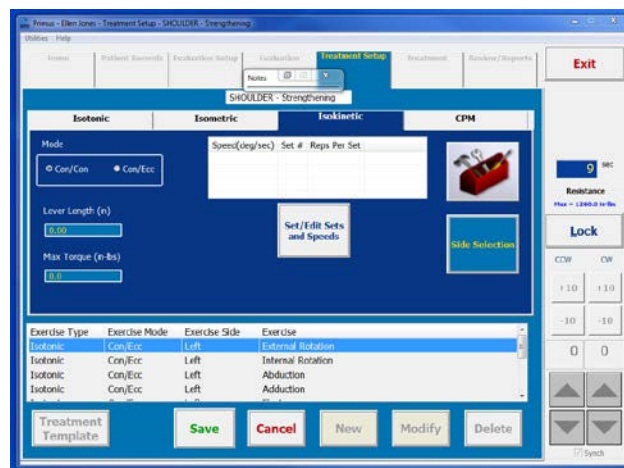 Primus - Ellen Jones - Treatment Setup - SHOULDER - Strengthening
Utilities Help
Home Patient Records Evaluation Setup Evaluation Treatment Setup Treatment Review/Reports
Exit
Notes
SHOULDER - Strengthening
Isotonic Isometric Isokinetic CPM
Mode
Con/Con Con/Ecc
Speed(deg/sec) Set # Reps Per Set
Lever Length (in)
0.00
Set/Edit Sets
and Speeds
Side Selection
Max Torque (in-lbs)
0.0
9 sec
Resistance
Max = 1260.0 in-lbs
Lock
CCW CW
+10 +10
-10 -10
0 0
Exercise Type Exercise Mode Exercise Side Exercise
Isotonic Con/Ecc Left External Rotation
Isotonic Con/Ecc Left Internal Rotation
Isotonic Con/Ecc Left Abduction
Isotonic Con/Ecc Left Adduction
Treatment
Template
Save Cancel New Modify Delete
Synch